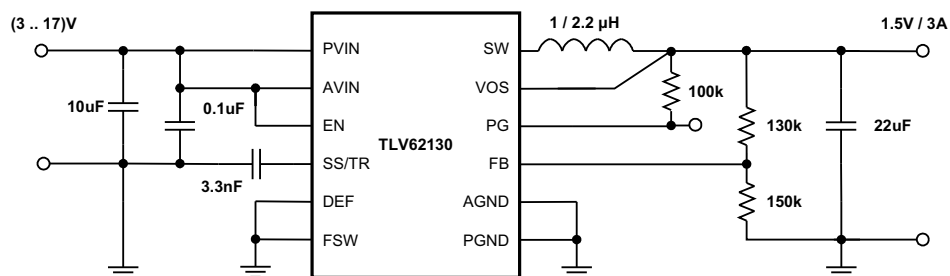 (3 .. 17)V
1 / 2.2 µH
1.5V / 3A
PVIN
SW
AVIN
VOS
10uF
0.1uF
100k
EN
PG
TLV62130
130k
22uF
SS/TR
FB
3.3nF
150k
DEF
AGND
FSW
PGND